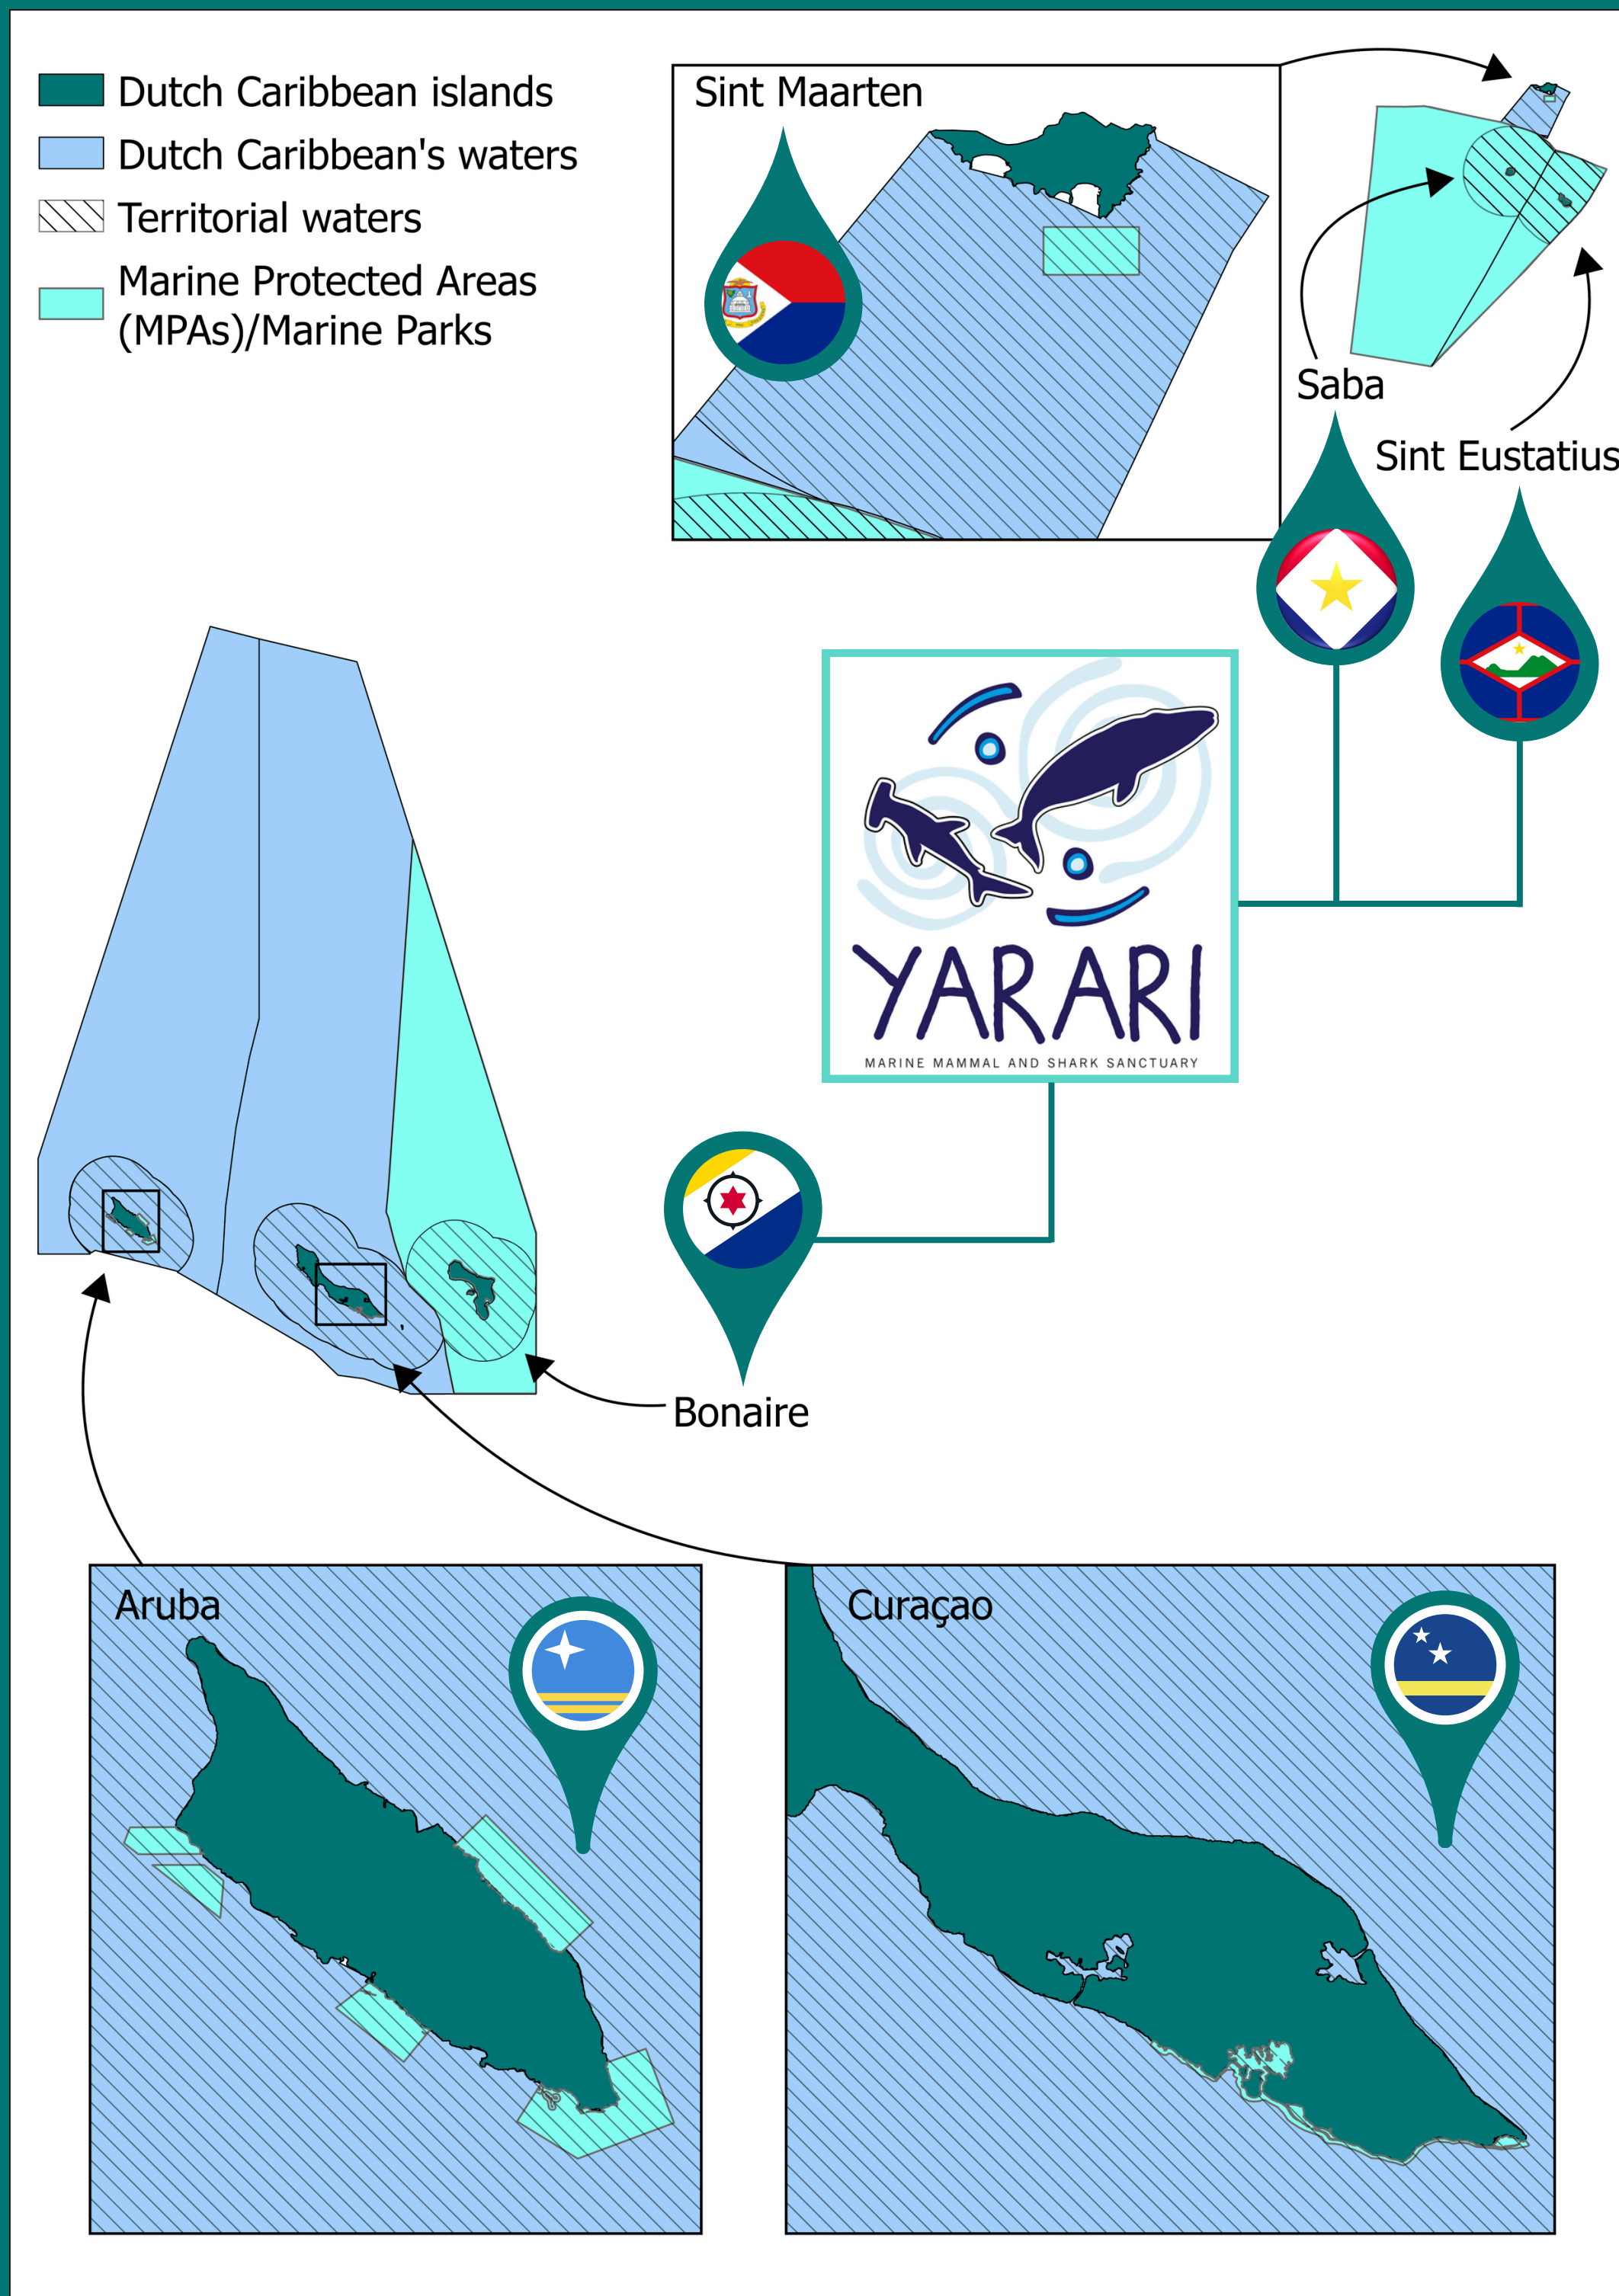 Dutch Caribbean islands
Dutch Caribbean's waters
Territorial waters
Marine Protected Areas
(MPAs)/Marine Parks
Sint Maarten
Saba
Sint Eustatius
YARARI
MARINE MAMMAL AND SHARK SANCTUARY
Bonaire
Aruba
Curaçao